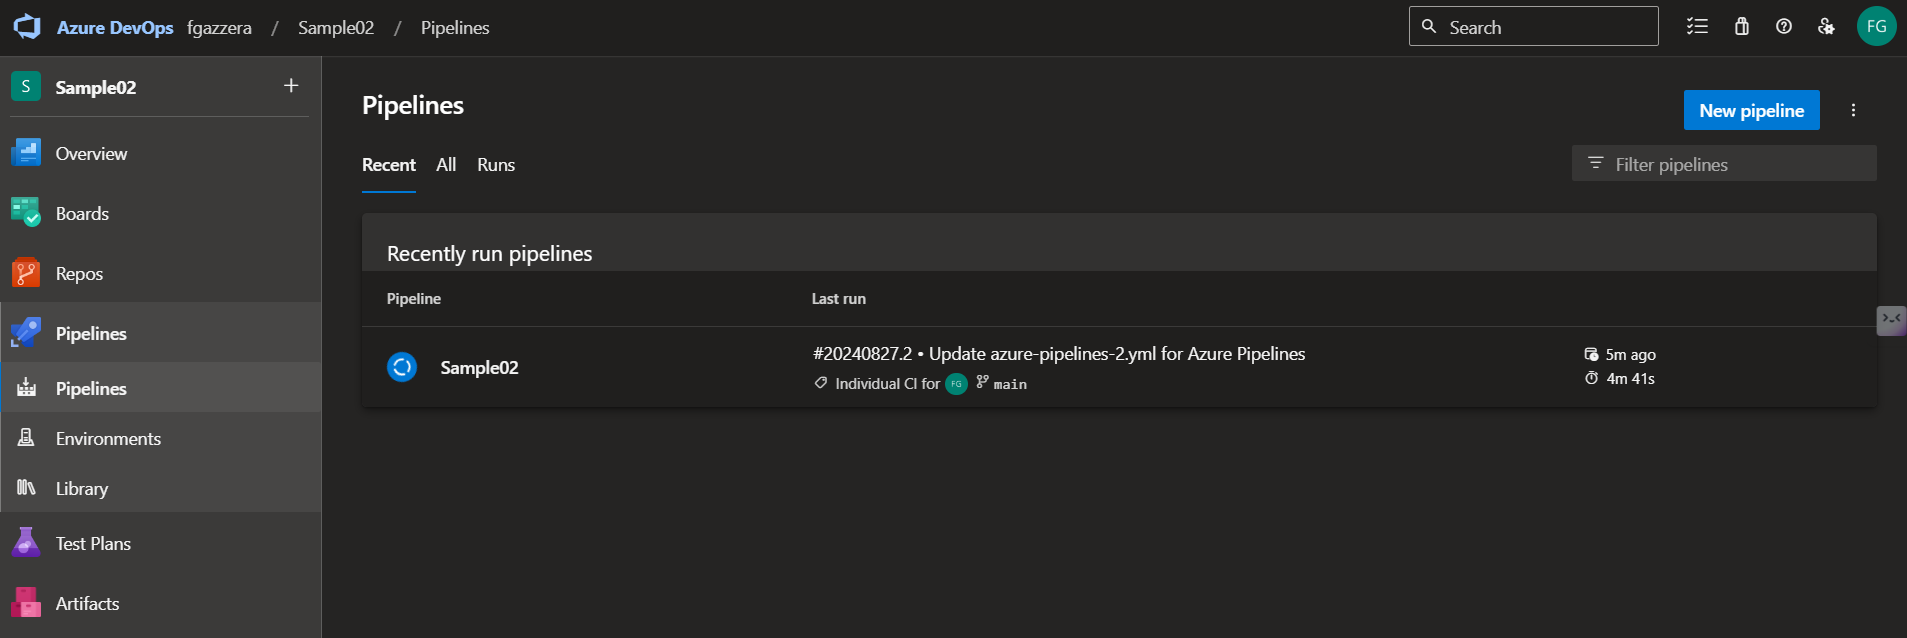 Azure DevOps fgazzera / Sample02 / Pipelines
Search
FG
S Sample02
Overview
Boards
Repos
Pipelines
Pipelines
Environments
Library
Test Plans
Artifacts
Pipelines
New pipeline
Recent All Runs
Filter pipelines
Recently run pipelines
Pipeline Last run
Sample02
#20240827.2 • Update azure-pipelines-2.yml for Azure Pipelines
Individual CI for FG main
5m ago
4m 41s